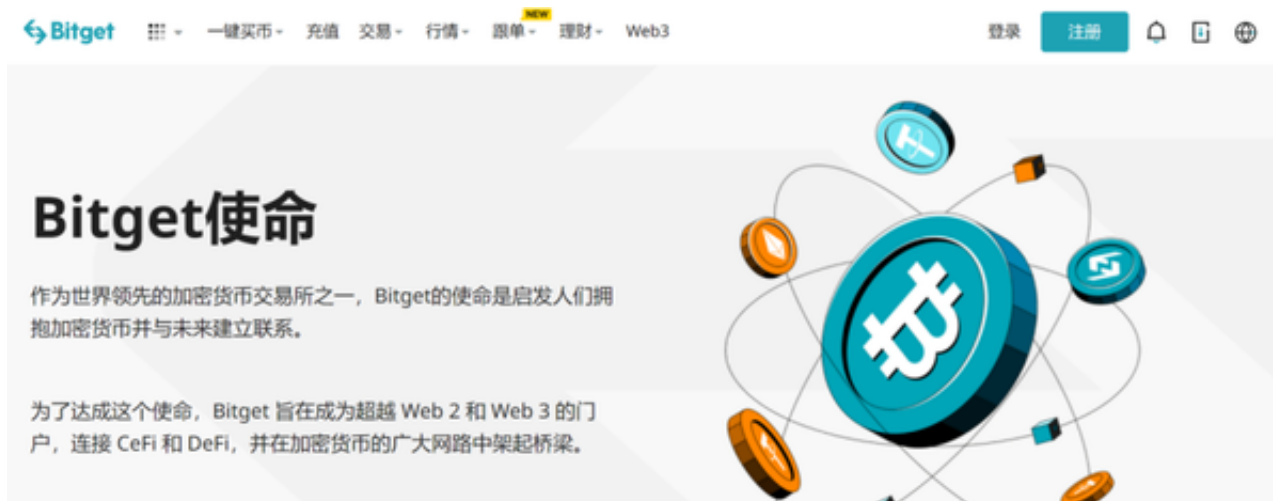 Bitget 一键买币 充值 交易 行情 跟单 NEW 理财 Web3 登录 注册
Bitget使命
作为世界领先的加密货币交易所之一，Bitget的使命是启发人们拥
抱加密货币并与未来建立联系。
为了达成这个使命，Bitget 旨在成为超越 Web 2 和 Web 3 的门
户，连接 CeFi 和 DeFi，并在加密货币的广大网路中架起桥梁。